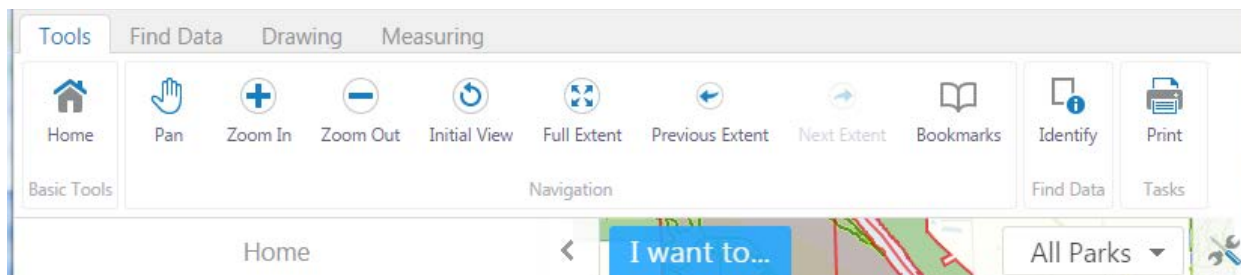 Tools Find Data Drawing Measuring
Home Pan Zoom In Zoom Out Initial View Full Extent Previous Extent Next Extent Bookmarks Identify Print
Basic Tools Navigation Find Data Tasks
Home I want to... All Parks